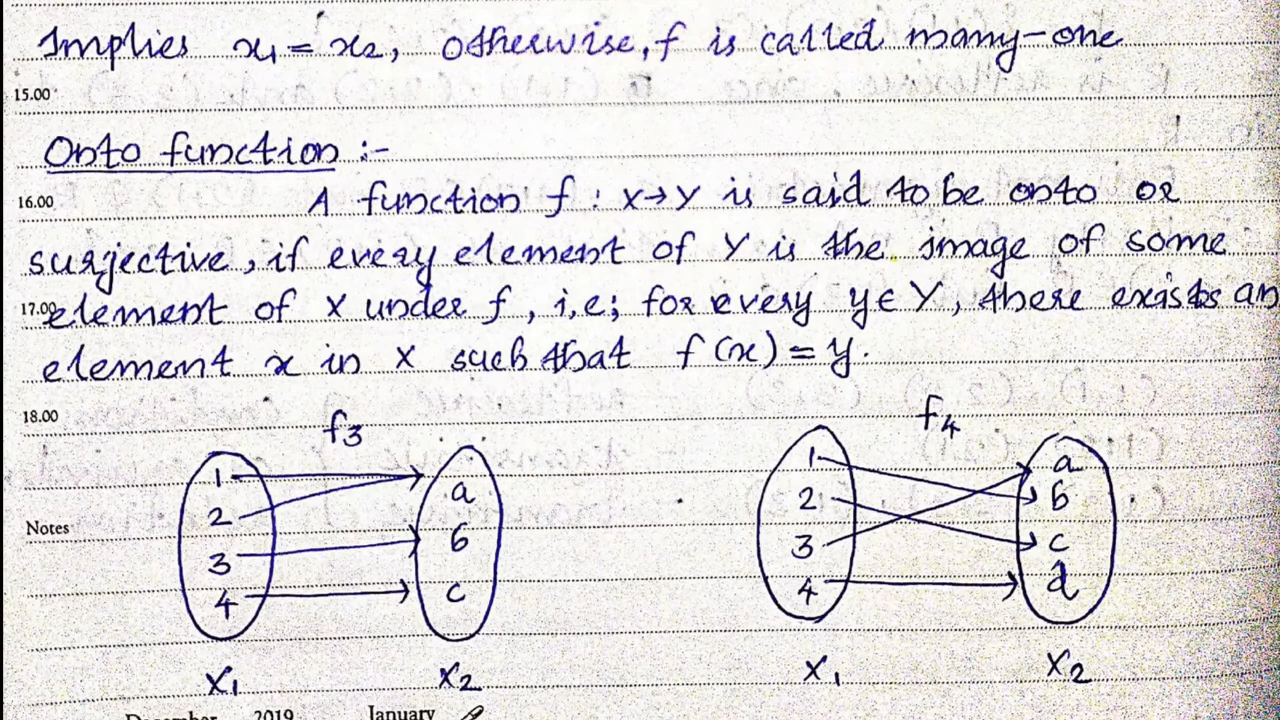 Implies x1 = x2, otherwise, f is called many-one
15.00
Onto function :-
16.00
A function f : X→Y is said to be onto or
surjective, if every element of Y is the image of some
17.00
element of X under f, i.e; for every y∈Y, there exists an
element x in X such that f(x) = y.
18.00
f3
f4
1
2
3
4
a
b
c
1
2
3
4
a
b
c
d
Notes
X1
X2
X1
X2
December 2019 January